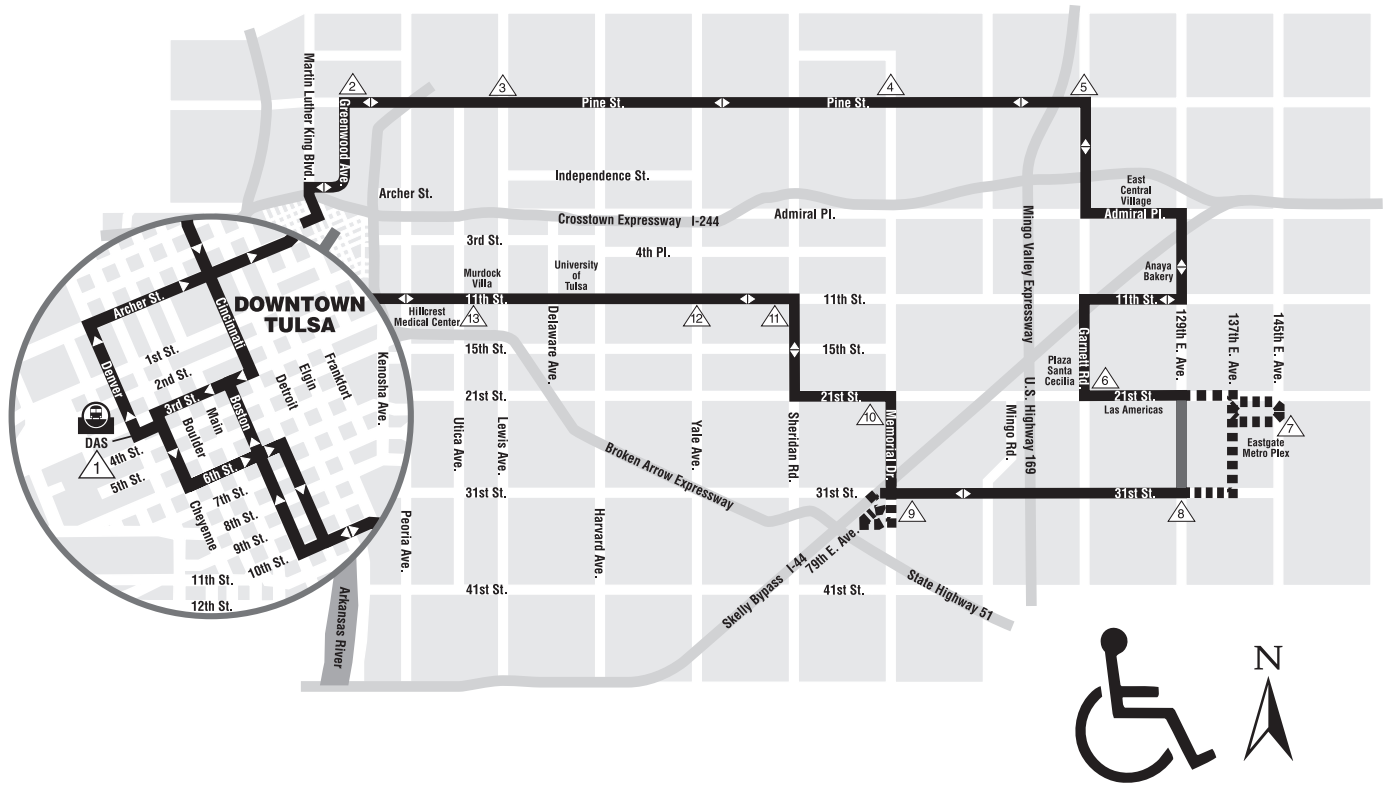 Martin Luther King Blvd.
2
3
4
5
Greenwood Ave.
Pine St.
Pine St.
Archer St.
Independence St.
East
Central
Village
Crosstown Expressway I-244
Admiral Pl.
Admiral Pl.
3rd St.
4th Pl.
Mingo Valley Expressway
U.S. Highway 169
Murdock
Villa
University
of
Tulsa
Anaya
Bakery
11th St.
11th St.
11th St.
Hillcrest
Medical Center
13
12
11
Delaware Ave.
15th St.
15th St.
Garnett Rd.
129th E. Ave.
137th E. Ave.
145th E. Ave.
Plaza
Santa
Cecilia
6
Kenosha Ave.
21st St.
21st St.
21st St.
Las Americas
10
7
Eastgate
Metro Plex
Utica Ave.
Lewis Ave.
Yale Ave.
Sheridan Rd.
Memorial Dr.
Mingo Rd.
Broken Arrow Expressway
31st St.
31st St.
31st St.
9
8
Peoria Ave.
Harvard Ave.
79th E. Ave.
Skelly Bypass I-44
State Highway 51
41st St.
41st St.
Arkansas River
DOWNTOWN
TULSA
Archer St.
Cincinnati
1st St.
2nd St.
3rd St.
Denver
Frankfort
Elgin
Detroit
Boston
Main
Boulder
DAS
1
4th St.
5th St.
6th St.
7th St.
8th St.
9th St.
10th St.
Cheyenne
11th St.
12th St.
N